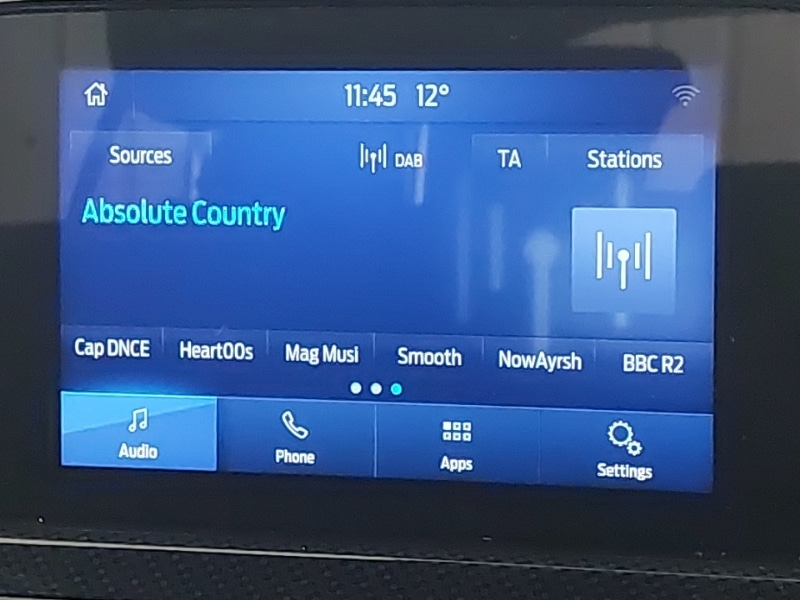 11:45 12°
Sources DAB TA Stations
Absolute Country
Cap DNCE Heart00s Mag Musi Smooth NowAyrsh BBC R2
Audio Phone Apps Settings